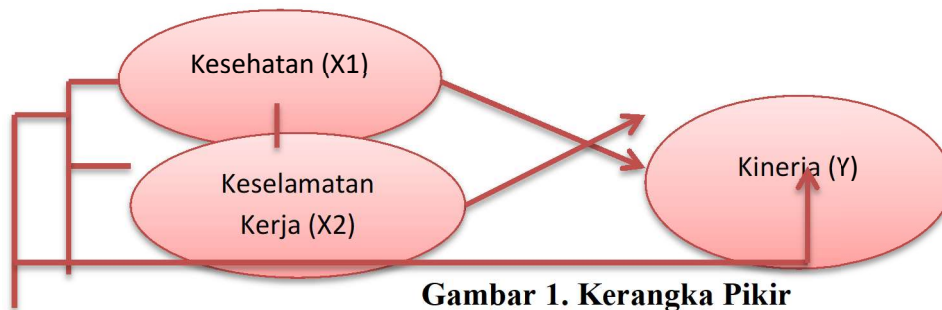 Kesehatan (X1)
Keselamatan
Kerja (X2)
Kinerja (Y)
Gambar 1. Kerangka Pikir